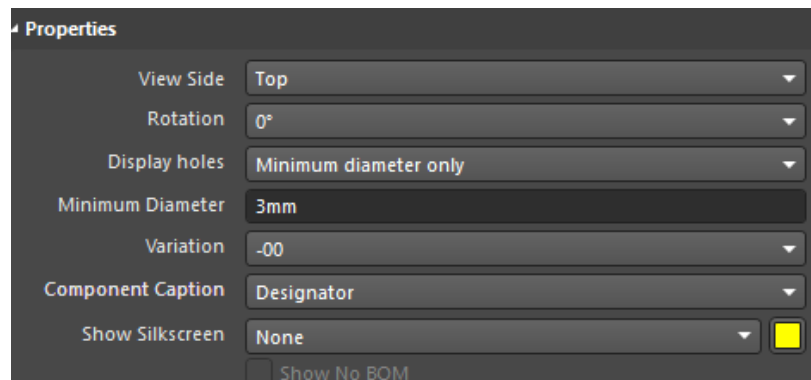 Properties
View Side Top
Rotation 0°
Display holes Minimum diameter only
Minimum Diameter 3mm
Variation -00
Component Caption Designator
Show Silkscreen None
Show No BOM